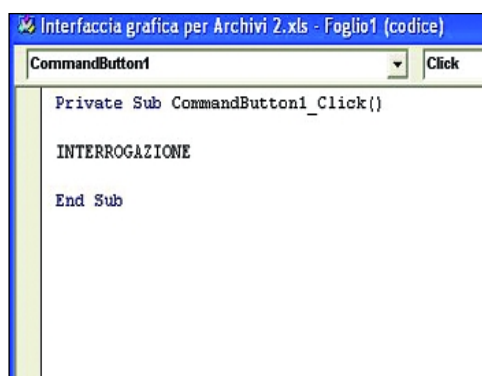 Interfaccia grafica per Archivi 2.xls - Foglio1 (codice)
CommandButton1 Click
Private Sub CommandButton1_Click()
INTERROGAZIONE
End Sub